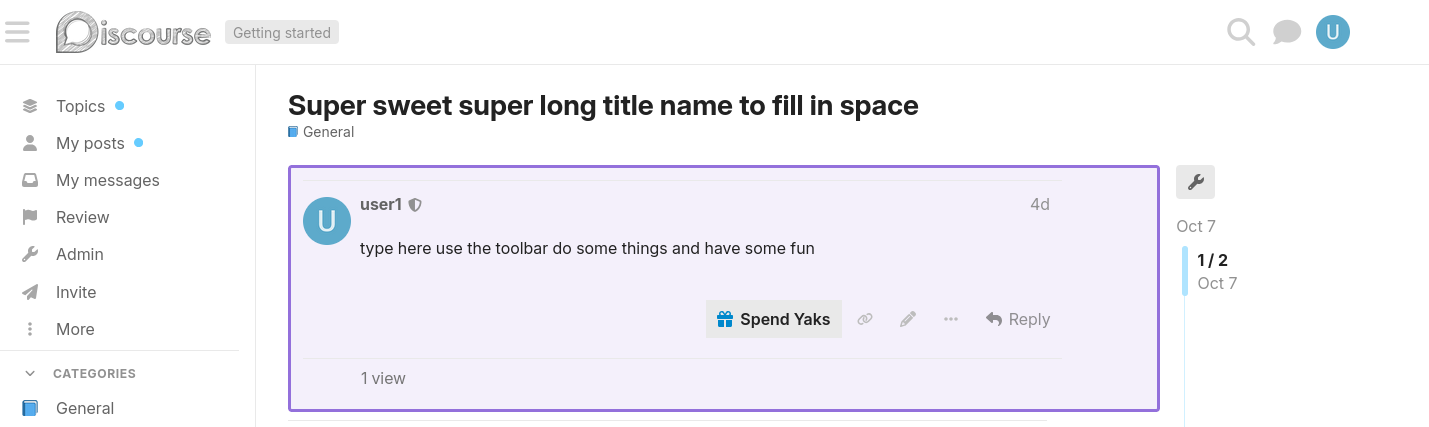 Discourse
Getting started
U
Topics
My posts
My messages
Review
Admin
Invite
More
CATEGORIES
General
Super sweet super long title name to fill in space
General
U
user1
4d
type here use the toolbar do some things and have some fun
Spend Yaks
Reply
1 view
Oct 7
1 / 2
Oct 7